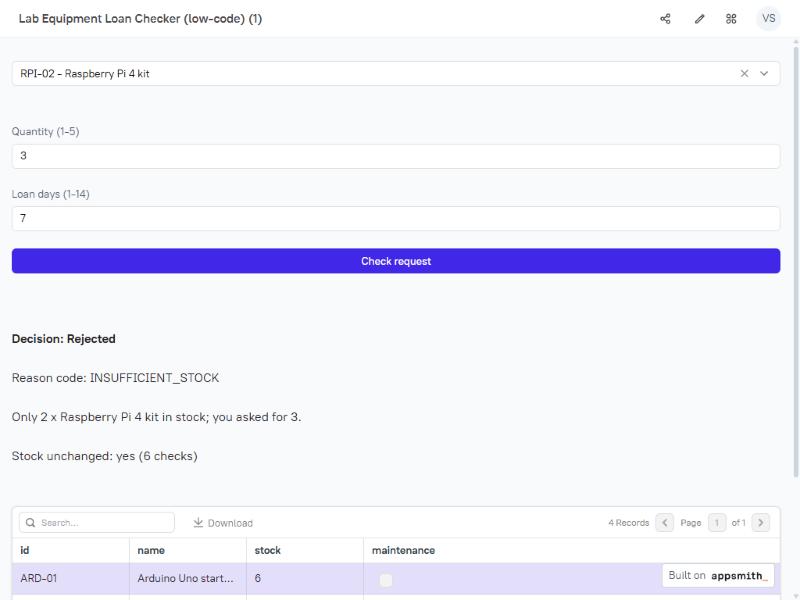 Lab Equipment Loan Checker (low-code) (1)
VS
RPI-02 - Raspberry Pi 4 kit
Quantity (1-5)
3
Loan days (1-14)
7
Check request
Decision: Rejected
Reason code: INSUFFICIENT_STOCK
Only 2 x Raspberry Pi 4 kit in stock; you asked for 3.
Stock unchanged: yes (6 checks)
Search... Download 4 Records Page 1 of 1
id name stock maintenance
ARD-01 Arduino Uno start... 6
Built on appsmith_